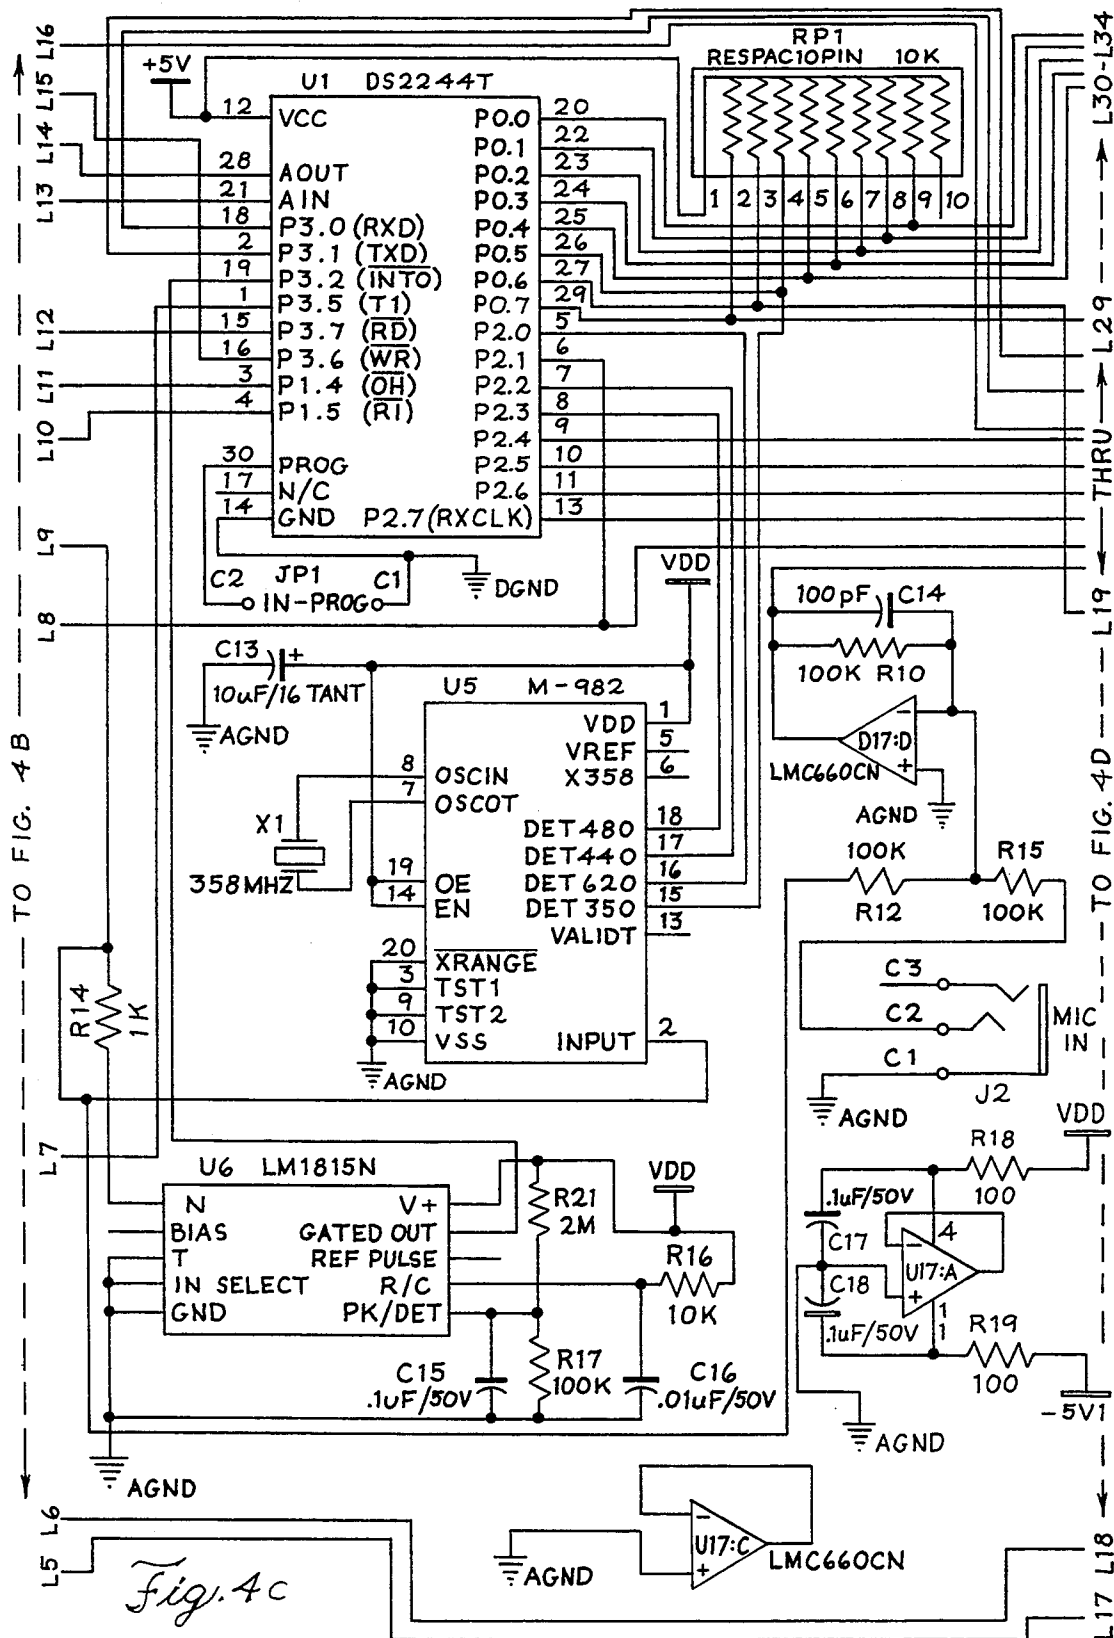 L16
L15
L14
L13
L12
L11
L10
L9
L8
L7
L6
L5
TO FIG. 4B
+5V
U1 DS2244T
12 VCC
28 AOUT
21 AIN
18 P3.0 (RXD)
2 P3.1 (TXD)
19 P3.2 (INTO)
1 P3.5 (T1)
15 P3.7 (RD)
16 P3.6 (WR)
3 P1.4 (OH)
4 P1.5 (RI)
30 PROG
17 N/C
14 GND
P0.0 20
P0.1 22
P0.2 23
P0.3 24
P0.4 25
P0.5 26
P0.6 27
P0.7 29
P2.0 5
P2.1 6
P2.2 7
P2.3 8
P2.4 9
P2.5 10
P2.6 11
P2.7 (RXCLK) 13
RP1
RESPAC10PIN 10K
1 2 3 4 5 6 7 8 9 10
C2 JP1 C1
IN-PROG
DGND
VDD
C13
+
10uF/16 TANT
AGND
U5 M-982
VDD 1
VREF 5
X358 6
8 OSCIN
7 OSCOT
DET480 18
DET440 17
19 OE
DET620 16
14 EN
DET350 15
VALIDT 13
20 XRANGE
3 TST1
9 TST2
10 VSS
INPUT 2
AGND
X1
358MHZ
100pF C14
100K R10
-
D17:D
+
LMC660CN
AGND
100K
R12
R15
100K
C3
C2
C1
MIC
IN
J2
AGND
R14
1K
U6 LM1815N
N
BIAS
T
IN SELECT
GND
V+
GATED OUT
REF PULSE
R/C
PK/DET
R21
2M
VDD
R16
10K
C15
.1uF/50V
R17
100K
C16
.01uF/50V
AGND
VDD
R18
100
.1uF/50V
C17
C18
.1uF/50V
4
-
U17:A
+
11
R19
100
-5V1
AGND
-
U17:C
+
LMC660CN
AGND
L30-L34
L29
THRU
L19
TO FIG. 4D
L18
L17
Fig. 4C